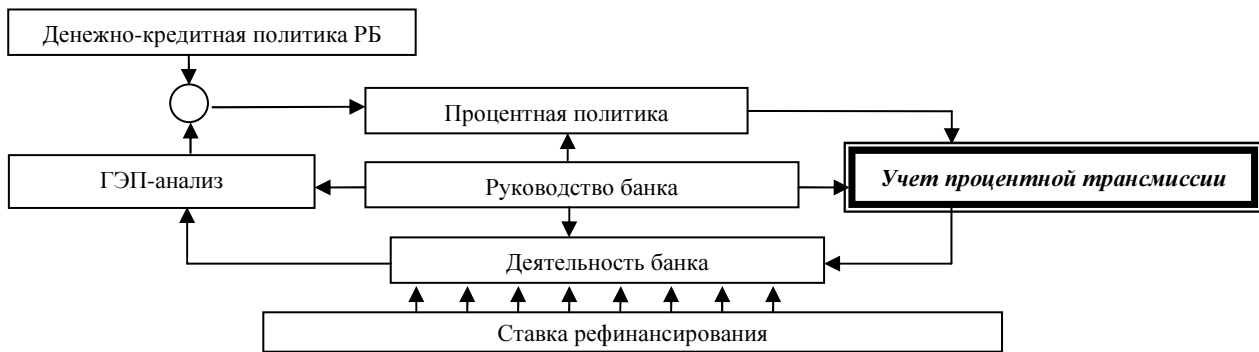 Денежно-кредитная политика РБ
Процентная политика
ГЭП-анализ
Руководство банка
Учет процентной трансмиссии
Деятельность банка
Ставка рефинансирования